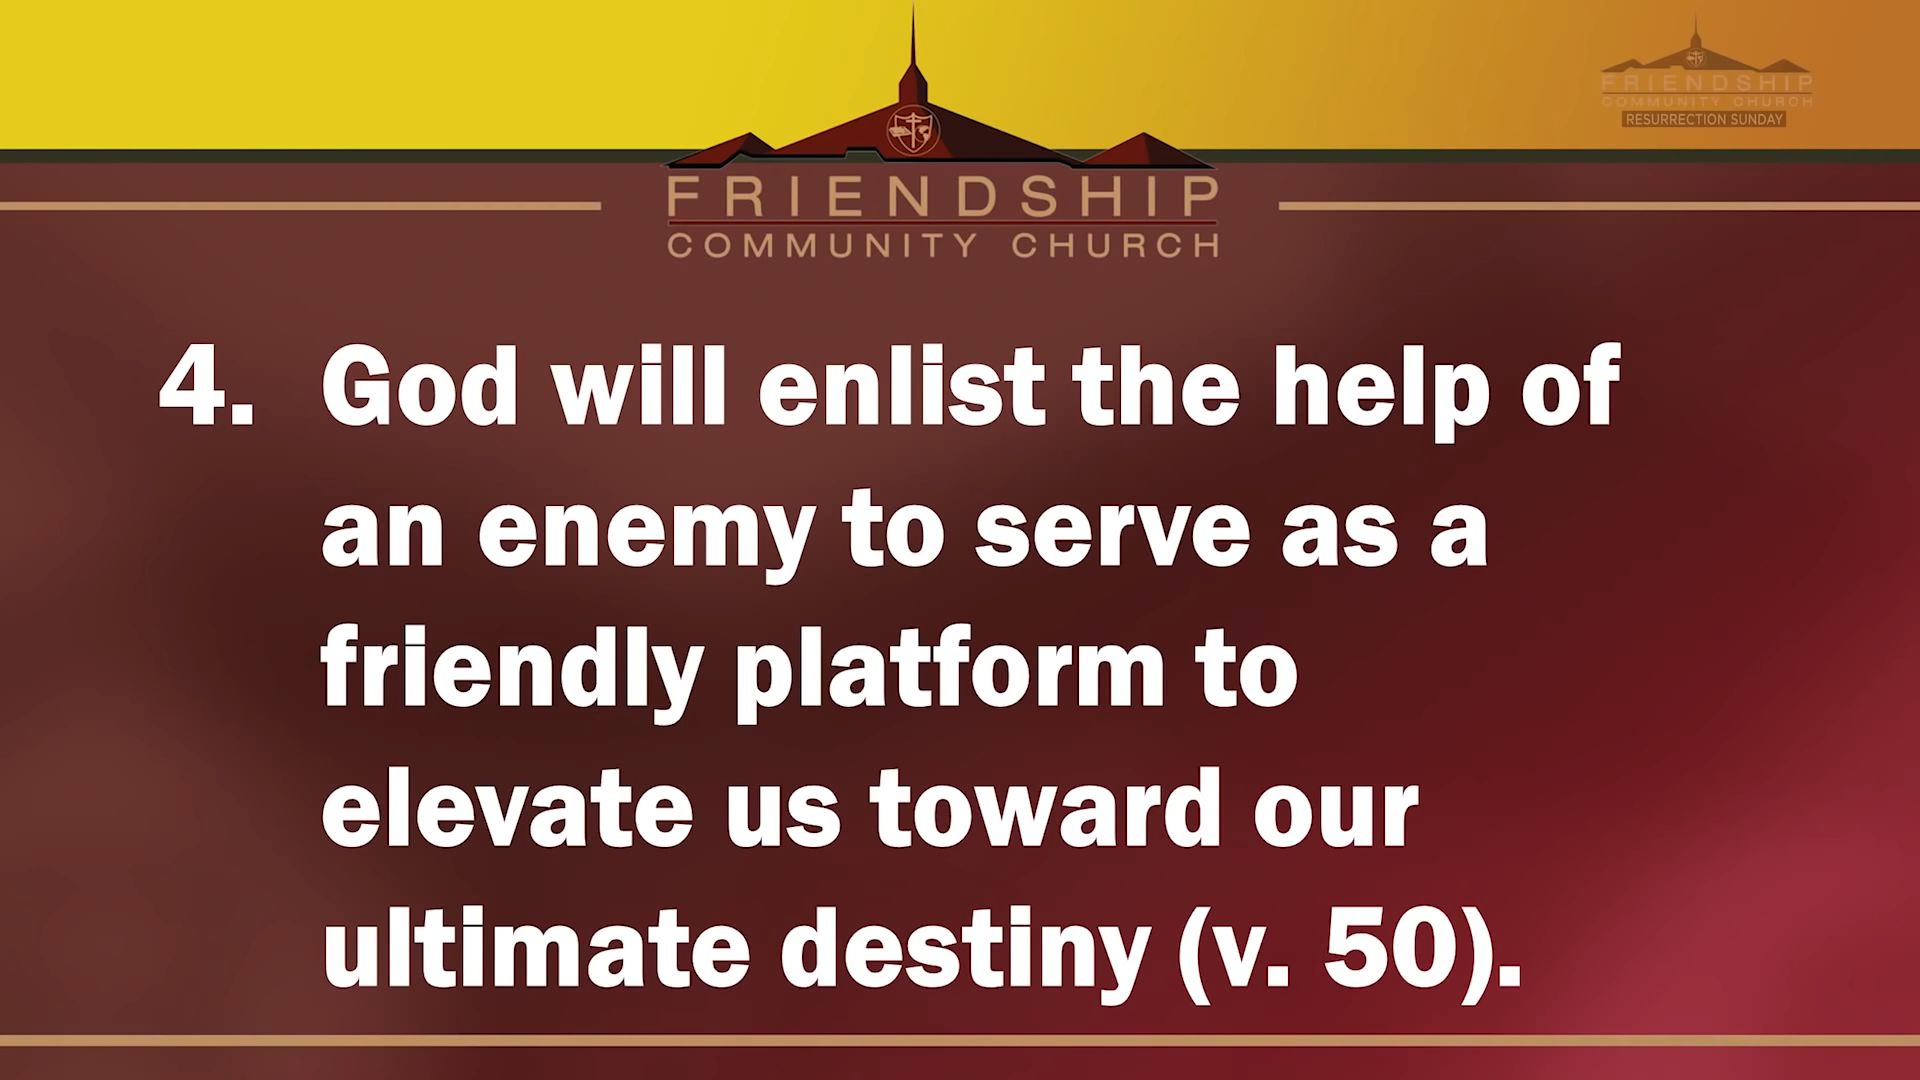 FRIENDSHIP
COMMUNITY CHURCH
RESURRECTION SUNDAY
FRIENDSHIP
COMMUNITY CHURCH
4. God will enlist the help of
an enemy to serve as a
friendly platform to
elevate us toward our
ultimate destiny (v. 50).